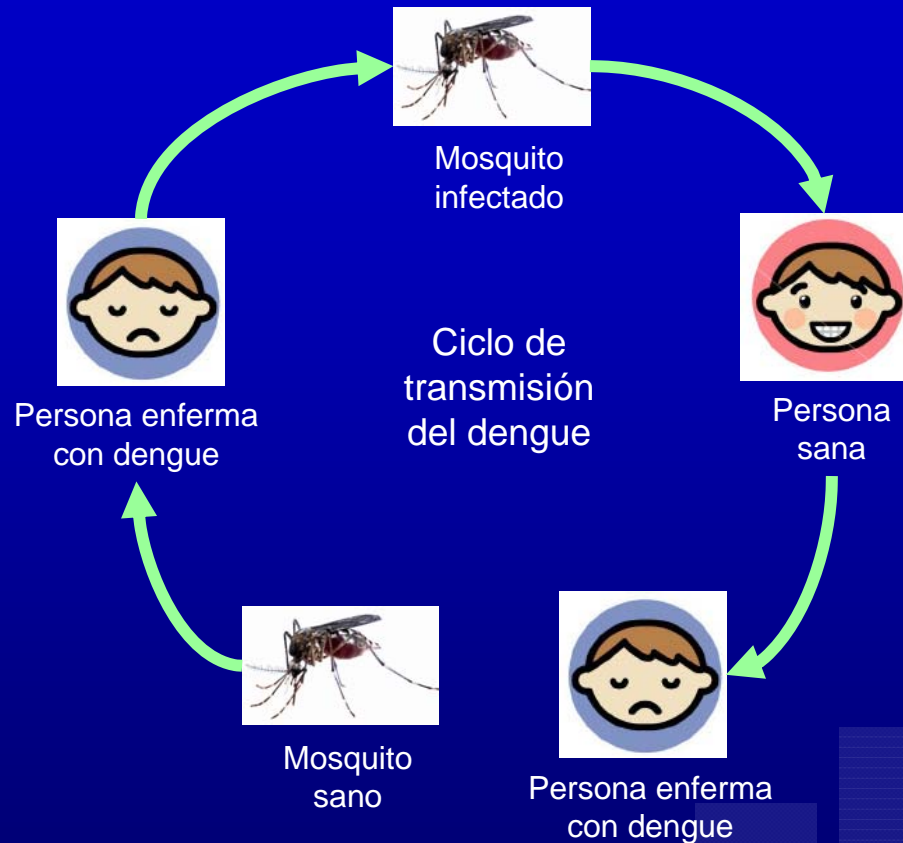 Mosquito
infectado
Persona enferma
con dengue
Ciclo de
transmisión
del dengue
Persona
sana
Mosquito
sano
Persona enferma
con dengue